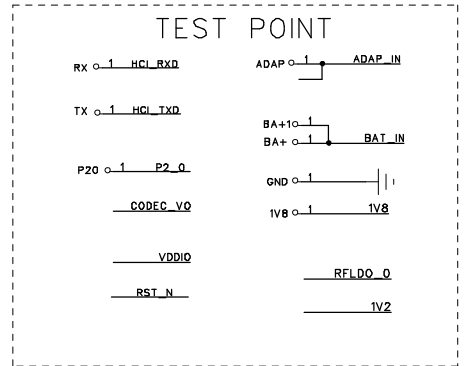 TEST POINT
RX 1 HCI_RXD
TX 1 HCI_TXD
P20 1 P2_0
CODEC_VO
VDDIO
RST_N
ADAP 1 ADAP_IN
BA+1 1
BA+ 1 BAT_IN
GND 1
1V8 1 1V8
RFLDO_O
1V2